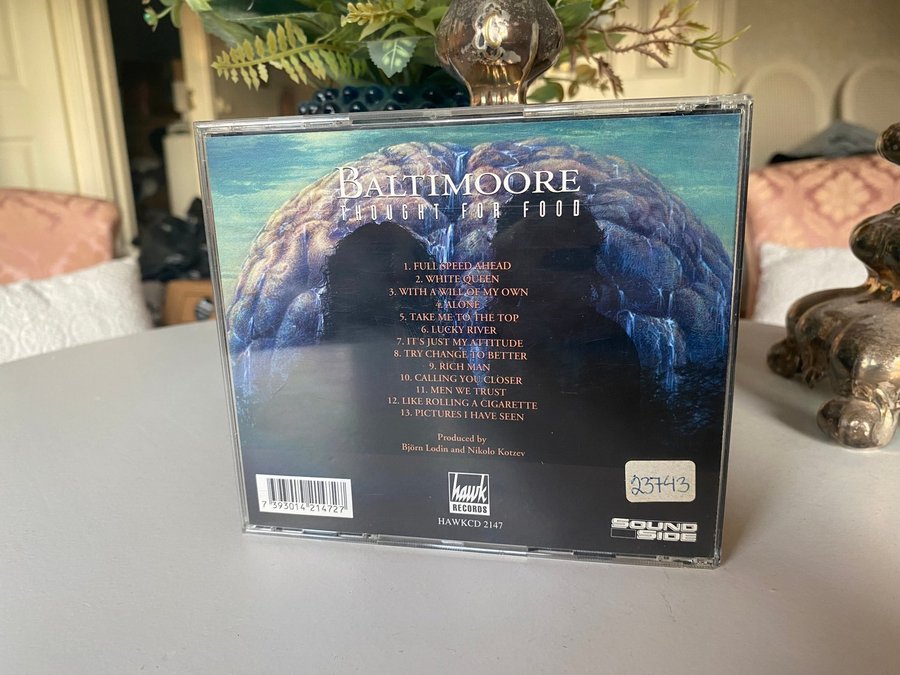 BALTIMOORE
THOUGHT FOR FOOD
1. FULL SPEED AHEAD
2. WHITE QUEEN
3. WITH A WILL OF MY OWN
4. ALONE
5. TAKE ME TO THE TOP
6. LUCKY RIVER
7. IT'S JUST MY ATTITUDE
8. TRY CHANGE TO BETTER
9. RICH MAN
10. CALLING YOU CLOSER
11. MEN WE TRUST
12. LIKE ROLLING A CIGARETTE
13. PICTURES I HAVE SEEN
Produced by
Björn Lodin and Nikolo Kotzev
7 393014 214727
hawk
RECORDS
HAWKCD 2147
23743
SOUND
SIDE